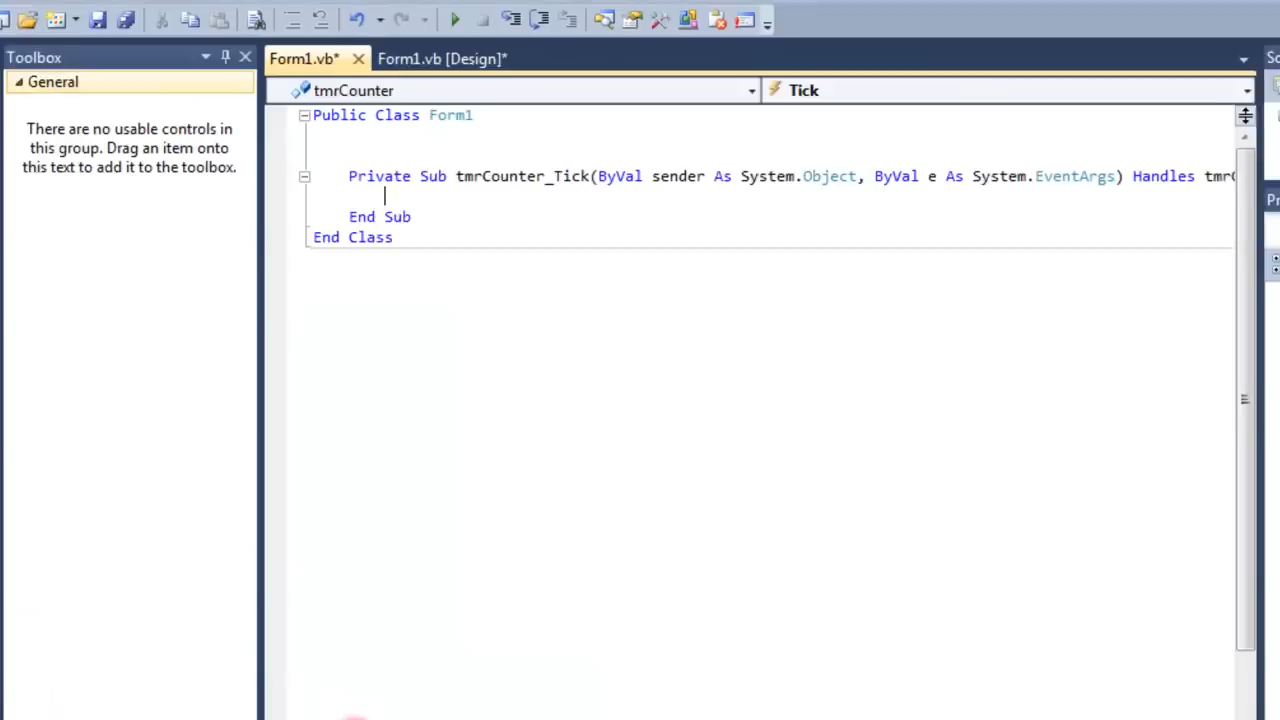 Toolbox
General
There are no usable controls in
this group. Drag an item onto
this text to add it to the toolbox.
Form1.vb*
Form1.vb [Design]*
tmrCounter
Tick
Public Class Form1
Private Sub tmrCounter_Tick(ByVal sender As System.Object, ByVal e As System.EventArgs) Handles
End Sub
End Class